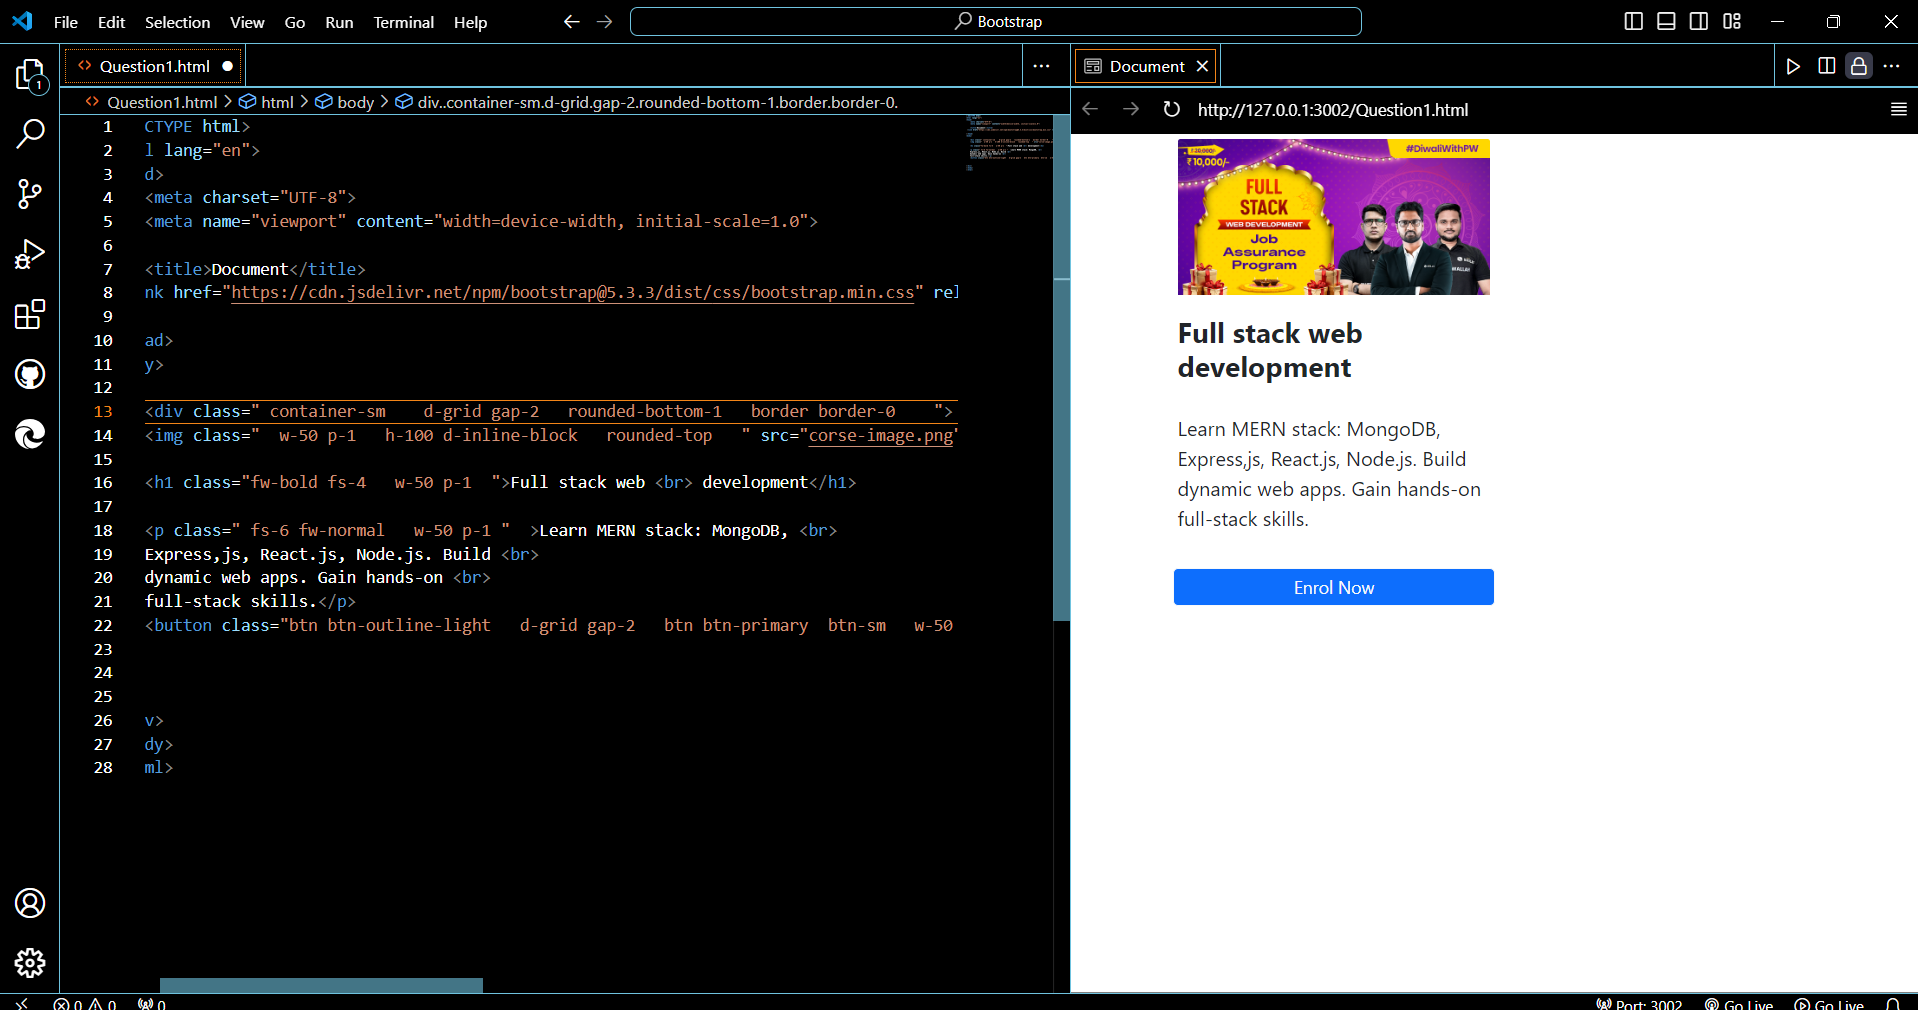 File Edit Selection View Go Run Terminal Help
Bootstrap
Question1.html
Document
1
Question1.html > html > body > div..container-sm.d-grid.gap-2.rounded-bottom-1.border.border-0.
http://127.0.0.1:3002/Question1.html
1 CTYPE html>
2 l lang="en">
3 d>
4 <meta charset="UTF-8">
5 <meta name="viewport" content="width=device-width, initial-scale=1.0">
6
7 <title>Document</title>
8 nk href="https://cdn.jsdelivr.net/npm/bootstrap@5.3.3/dist/css/bootstrap.min.css" rel
9
10 ad>
11 y>
12
13 <div class=" container-sm    d-grid gap-2   rounded-bottom-1   border border-0    ">
14 <img class="  w-50 p-1   h-100 d-inline-block   rounded-top   " src="corse-image.png"
15
16 <h1 class="fw-bold fs-4   w-50 p-1  ">Full stack web <br> development</h1>
17
18 <p class=" fs-6 fw-normal   w-50 p-1 "  >Learn MERN stack: MongoDB, <br>
19 Express,js, React.js, Node.js. Build <br>
20 dynamic web apps. Gain hands-on <br>
21 full-stack skills.</p>
22 <button class="btn btn-outline-light   d-grid gap-2   btn btn-primary  btn-sm   w-50
23
24
25
26 v>
27 dy>
28 ml>
#DiwaliWithPW
₹10,000/-
FULL
STACK
WEB DEVELOPMENT
Job
Assurance
Program
Full stack web
development
Learn MERN stack: MongoDB,
Express,js, React.js, Node.js. Build
dynamic web apps. Gain hands-on
full-stack skills.
Enrol Now
0 0 0
Port: 3002 Go Live Go Live